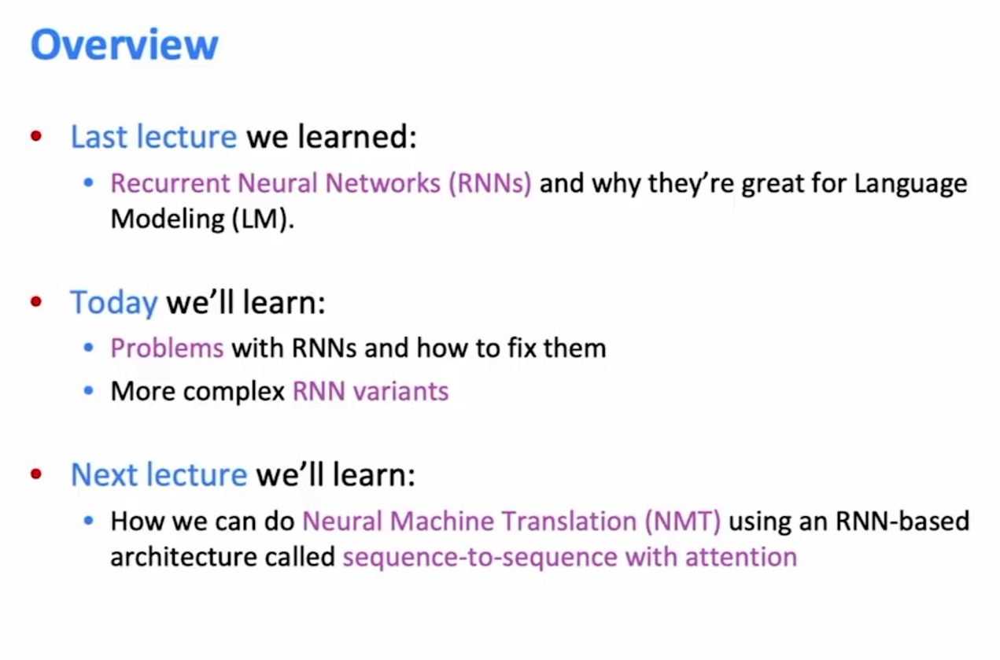 Overview
• Last lecture we learned:
• Recurrent Neural Networks (RNNs) and why they’re great for Language
Modeling (LM).
• Today we’ll learn:
• Problems with RNNs and how to fix them
• More complex RNN variants
• Next lecture we’ll learn:
• How we can do Neural Machine Translation (NMT) using an RNN-based
architecture called sequence-to-sequence with attention